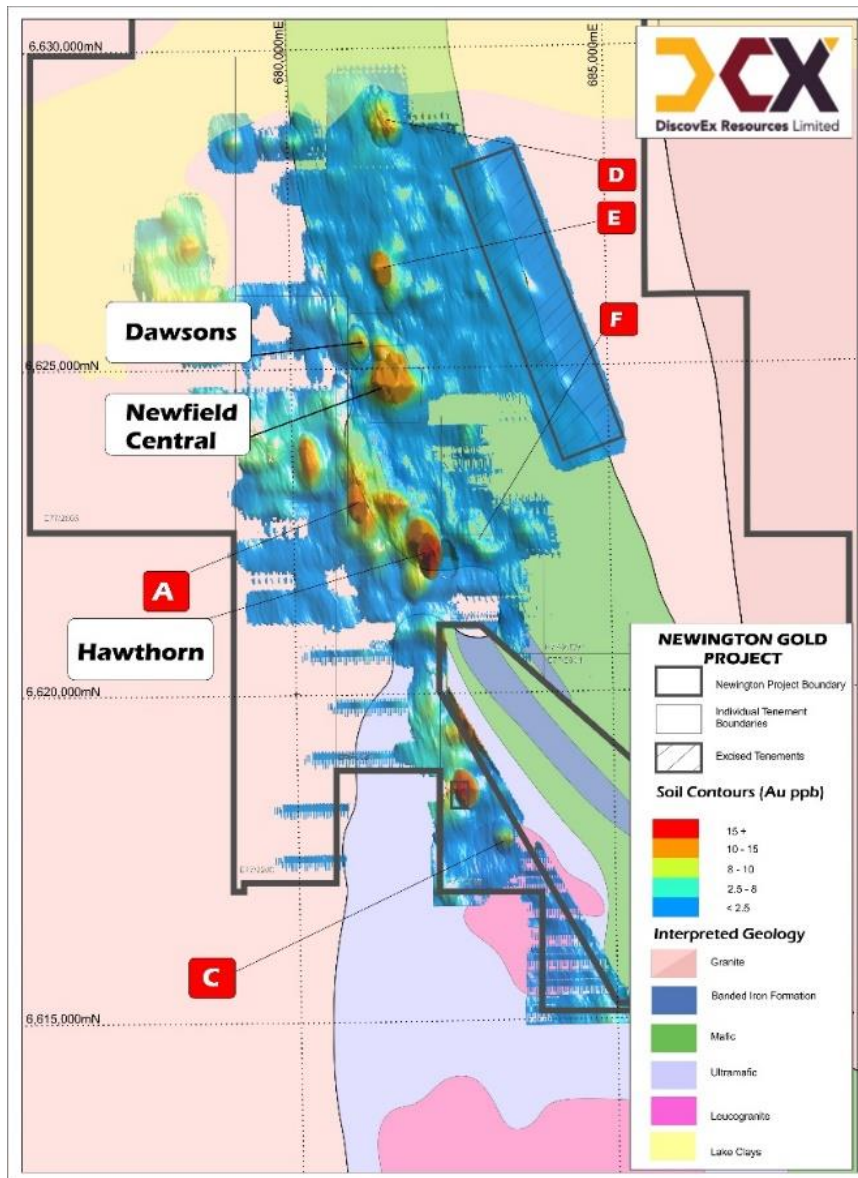 6,630,000mN
680,000mE
685,000mE
DCX
DiscovEx Resources Limited
D
E
F
Dawsons
6,625,000mN
Newfield
Central
A
Hawthorn
6,620,000mN
C
6,615,000mN
NEWINGTON GOLD
PROJECT
Newington Project Boundary
Individual Tenement
Boundaries
Excised Tenements
Soil Contours (Au ppb)
15 +
10 - 15
8 - 10
2.5 - 8
< 2.5
Interpreted Geology
Granite
Banded Iron Formation
Mafic
Ultramafic
Leucogranite
Lake Clays